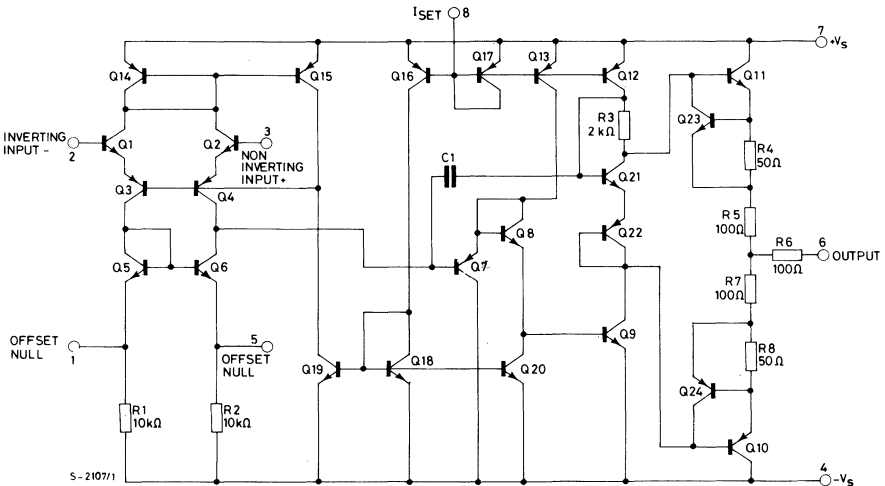 ISET 8
7
+Vs
Q14
Q15
Q16
Q17
Q13
Q12
Q11
INVERTING
INPUT -
2
Q1
Q2
3
NON
INVERTING
INPUT+
R3
2kΩ
Q23
R4
50Ω
C1
Q3
Q4
Q21
R5
100Ω
Q8
Q22
R6
100Ω
6
OUTPUT
Q5
Q6
Q7
R7
100Ω
OFFSET
NULL
1
5
OFFSET
NULL
Q9
R8
50Ω
Q19
Q18
Q20
Q24
R1
10kΩ
R2
10kΩ
Q10
S-2107/1
4
-Vs